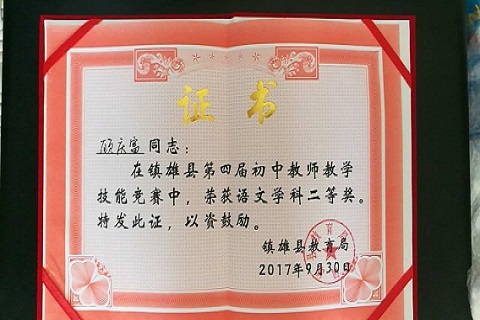 证书
顾庆富同志：
在镇雄县第四届初中教师教学
技能竞赛中，荣获语文学科二等奖。
特发此证，以资鼓励。
镇雄县教育局
2017年9月30日